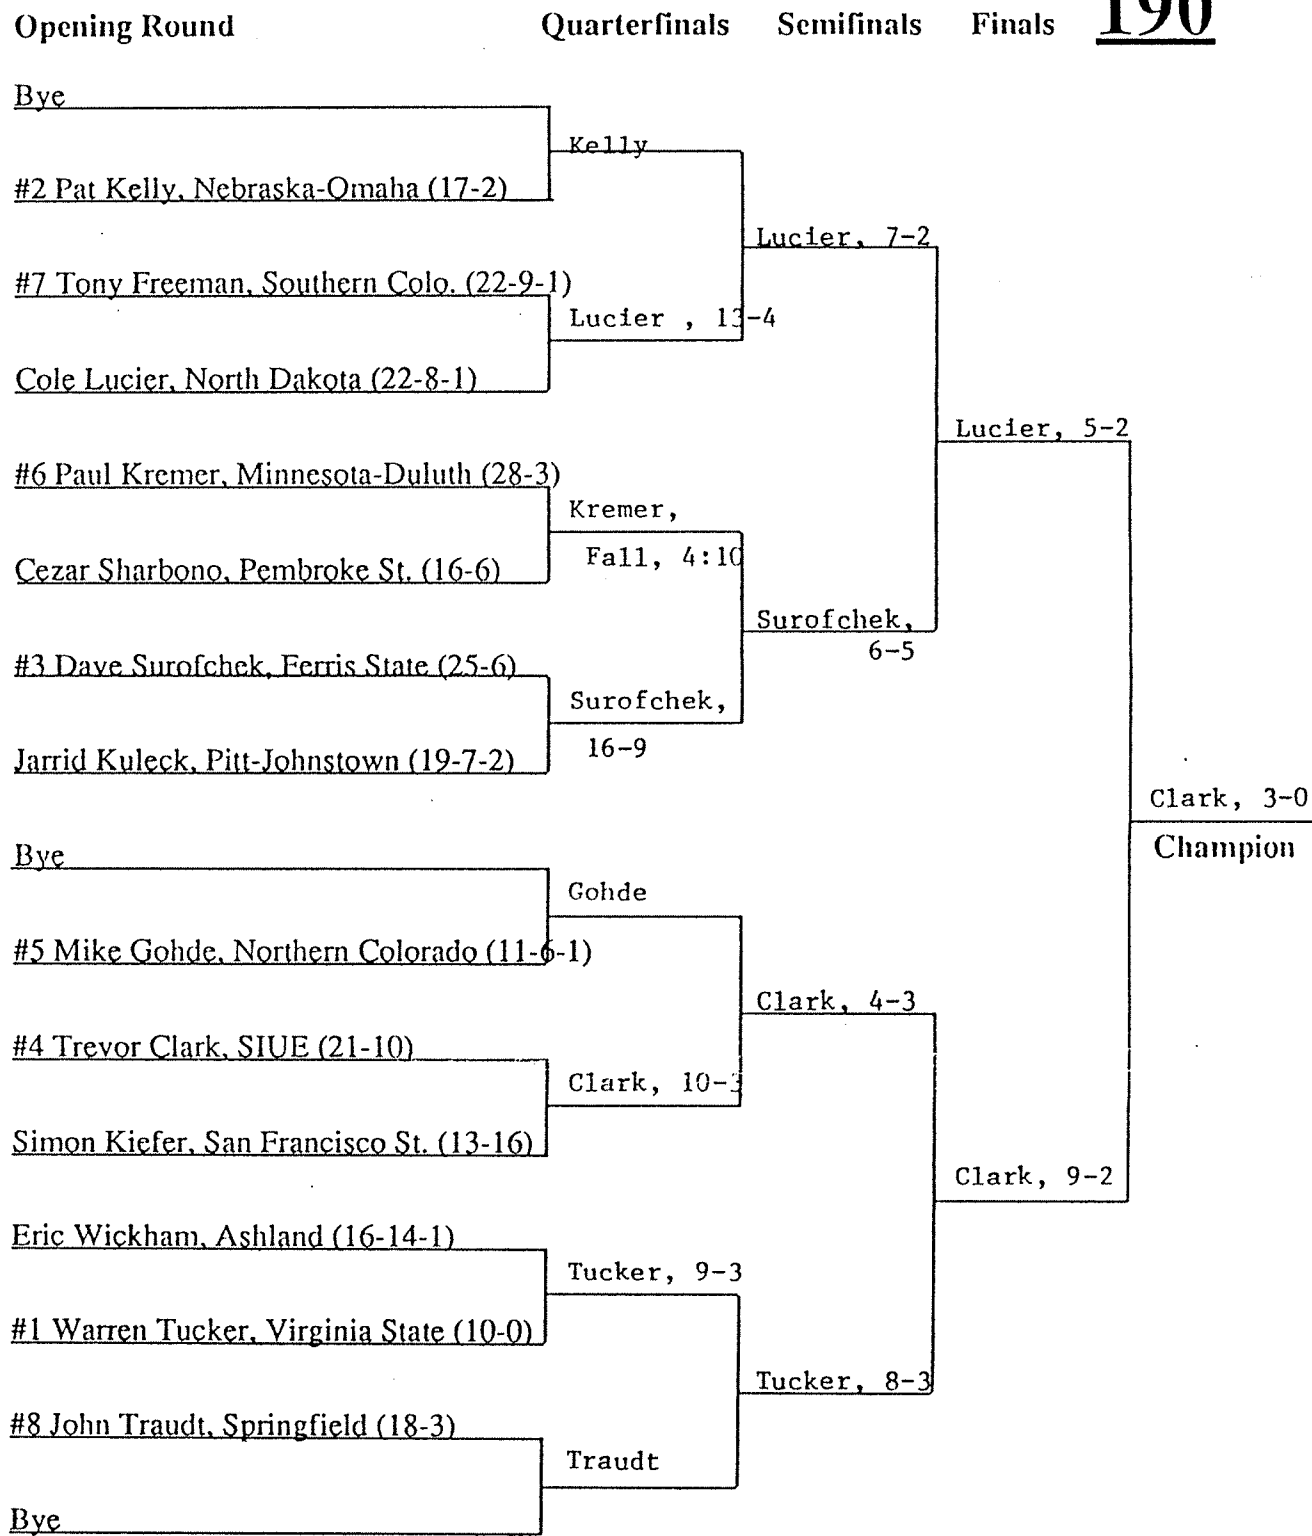 Opening Round Quarterfinals Semifinals Finals 190
Bye
Kelly
#2 Pat Kelly, Nebraska-Omaha (17-2)
Lucier, 7-2
#7 Tony Freeman, Southern Colo. (22-9-1)
Lucier , 13-4
Cole Lucier, North Dakota (22-8-1)
Lucier, 5-2
#6 Paul Kremer, Minnesota-Duluth (28-3)
Kremer,
Fall, 4:10
Cezar Sharbono, Pembroke St. (16-6)
Surofchek,
6-5
#3 Dave Surofchek, Ferris State (25-6)
Surofchek,
16-9
Jarrid Kuleck, Pitt-Johnstown (19-7-2)
Clark, 3-0
Champion
Bye
Gohde
#5 Mike Gohde, Northern Colorado (11-6-1)
Clark, 4-3
#4 Trevor Clark, SIUE (21-10)
Clark, 10-3
Simon Kiefer, San Francisco St. (13-16)
Clark, 9-2
Eric Wickham, Ashland (16-14-1)
Tucker, 9-3
#1 Warren Tucker, Virginia State (10-0)
Tucker, 8-3
#8 John Traudt, Springfield (18-3)
Traudt
Bye